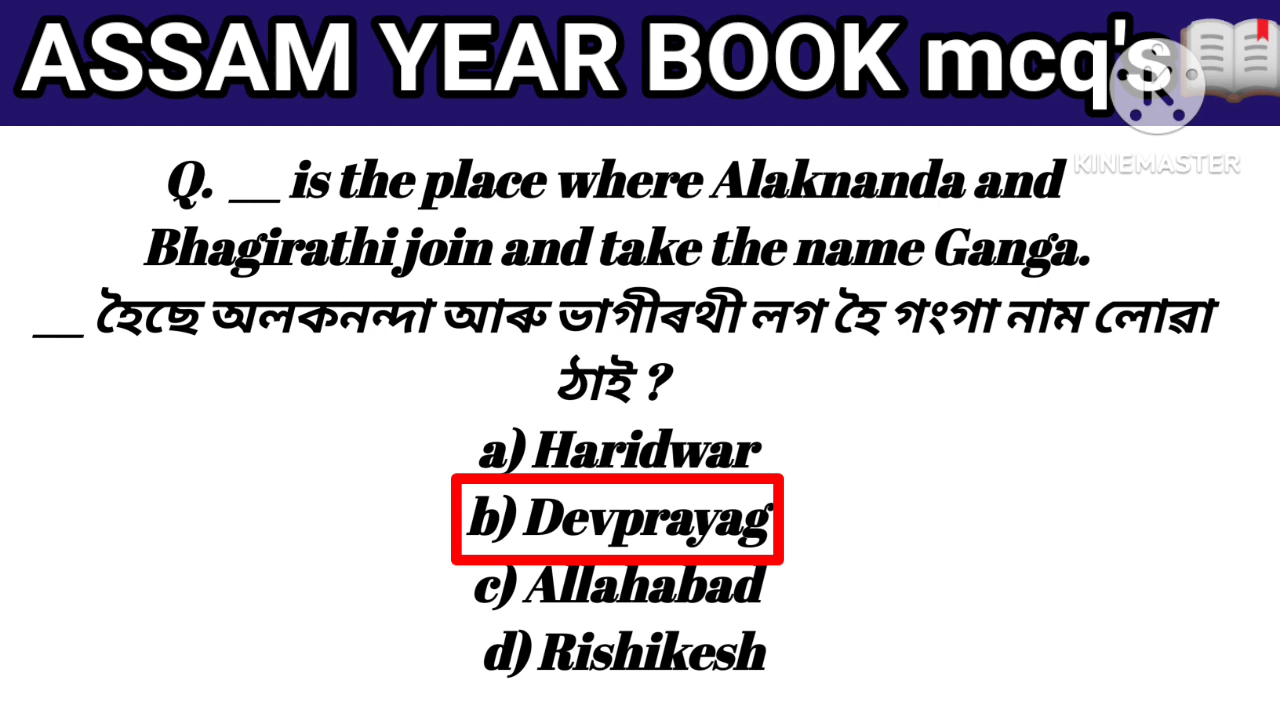 ASSAM YEAR BOOK mcq's
KINEMASTER
Q. __ is the place where Alaknanda and
Bhagirathi join and take the name Ganga.
__ হৈছে অলকনন্দা আৰু ভাগীৰথী লগ হৈ গংগা নাম লোৱা
ঠাই ?
a) Haridwar
b) Devprayag
c) Allahabad
d) Rishikesh